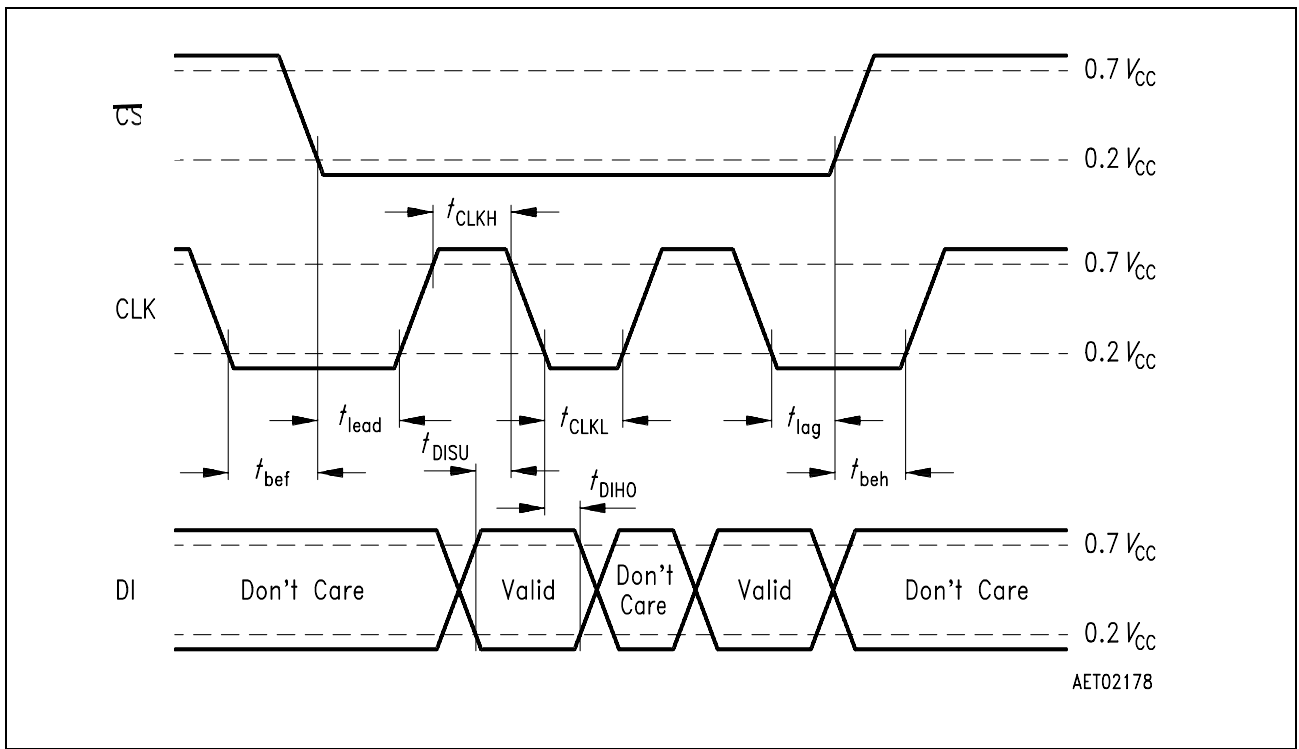 0.7 VCC
CS
0.2 VCC
tCLKH
0.7 VCC
CLK
0.2 VCC
tlead
tCLKL
tlag
tDISU
tbef
tbeh
tDIHO
0.7 VCC
DI
Don't Care
Valid
Don't
Care
Valid
Don't Care
0.2 VCC
AET02178